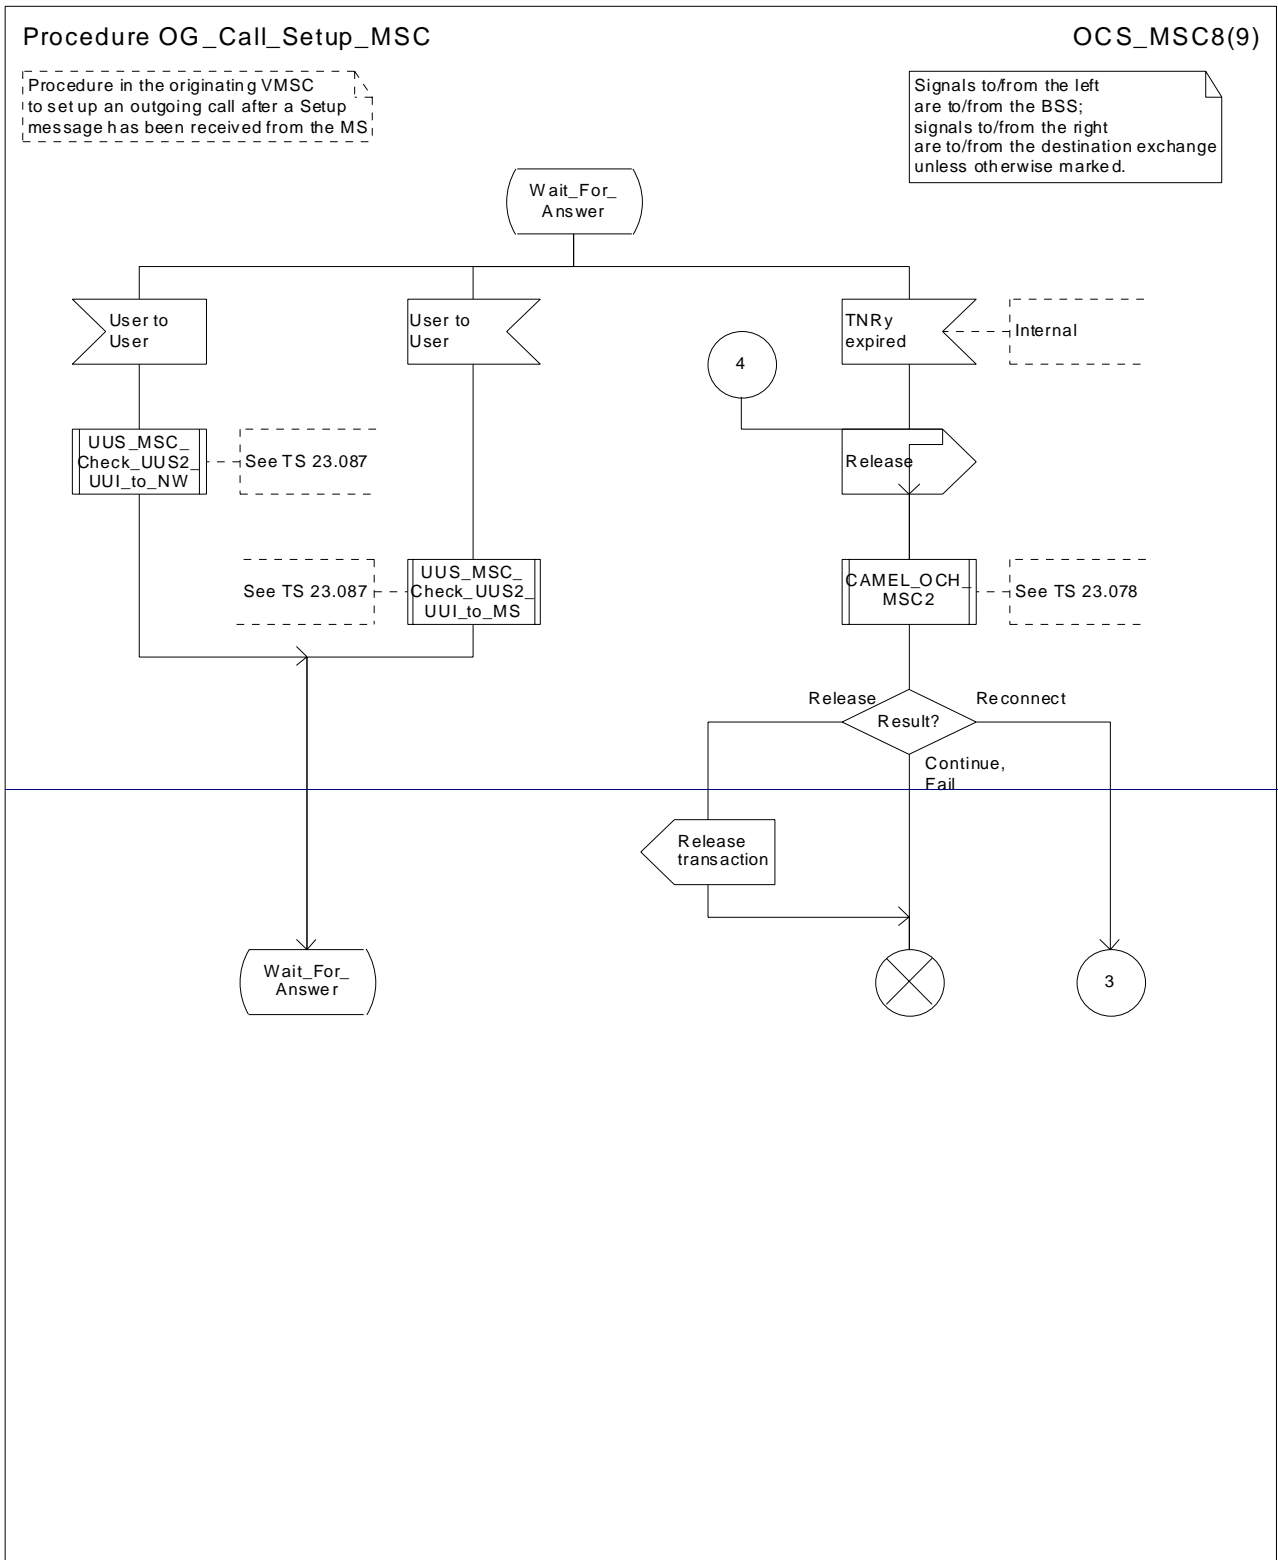 Procedure OG_Call_Setup_MSC
OCS_MSC8(9)
Procedure in the originating VMSC
to set up an outgoing call after a Setup
message has been received from the MS
Signals to/from the left
are to/from the BSS;
signals to/from the right
are to/from the destination exchange
unless otherwise marked.
Wait_For_
Answer
User to
User
User to
User
TNRy
expired
Internal
4
UUS_MSC_
Check_UUS2_
UUI_to_NW
See TS 23.087
Release
See TS 23.087
UUS_MSC_
Check_UUS2_
UUI_to_MS
CAMEL_OCH_
MSC2
See TS 23.078
Release
Reconnect
Result?
Continue,
Fail
Release
transaction
Wait_For_
Answer
3